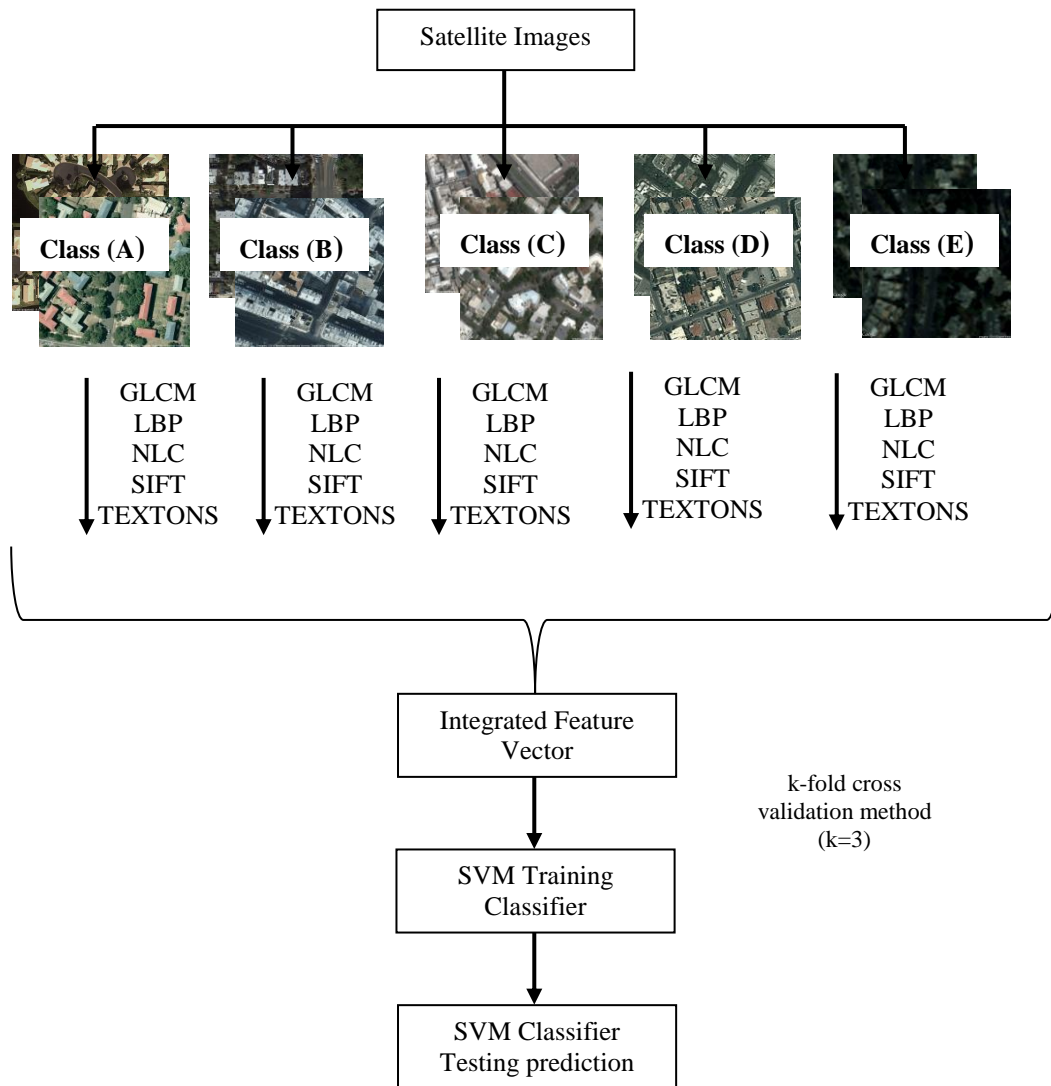 Satellite Images
Class (A)
Class (B)
Class (C)
Class (D)
Class (E)
GLCM
LBP
NLC
SIFT
TEXTONS
GLCM
LBP
NLC
SIFT
TEXTONS
GLCM
LBP
NLC
SIFT
TEXTONS
GLCM
LBP
NLC
SIFT
TEXTONS
GLCM
LBP
NLC
SIFT
TEXTONS
Integrated Feature
Vector
k-fold cross
validation method
(k=3)
SVM Training
Classifier
SVM Classifier
Testing prediction